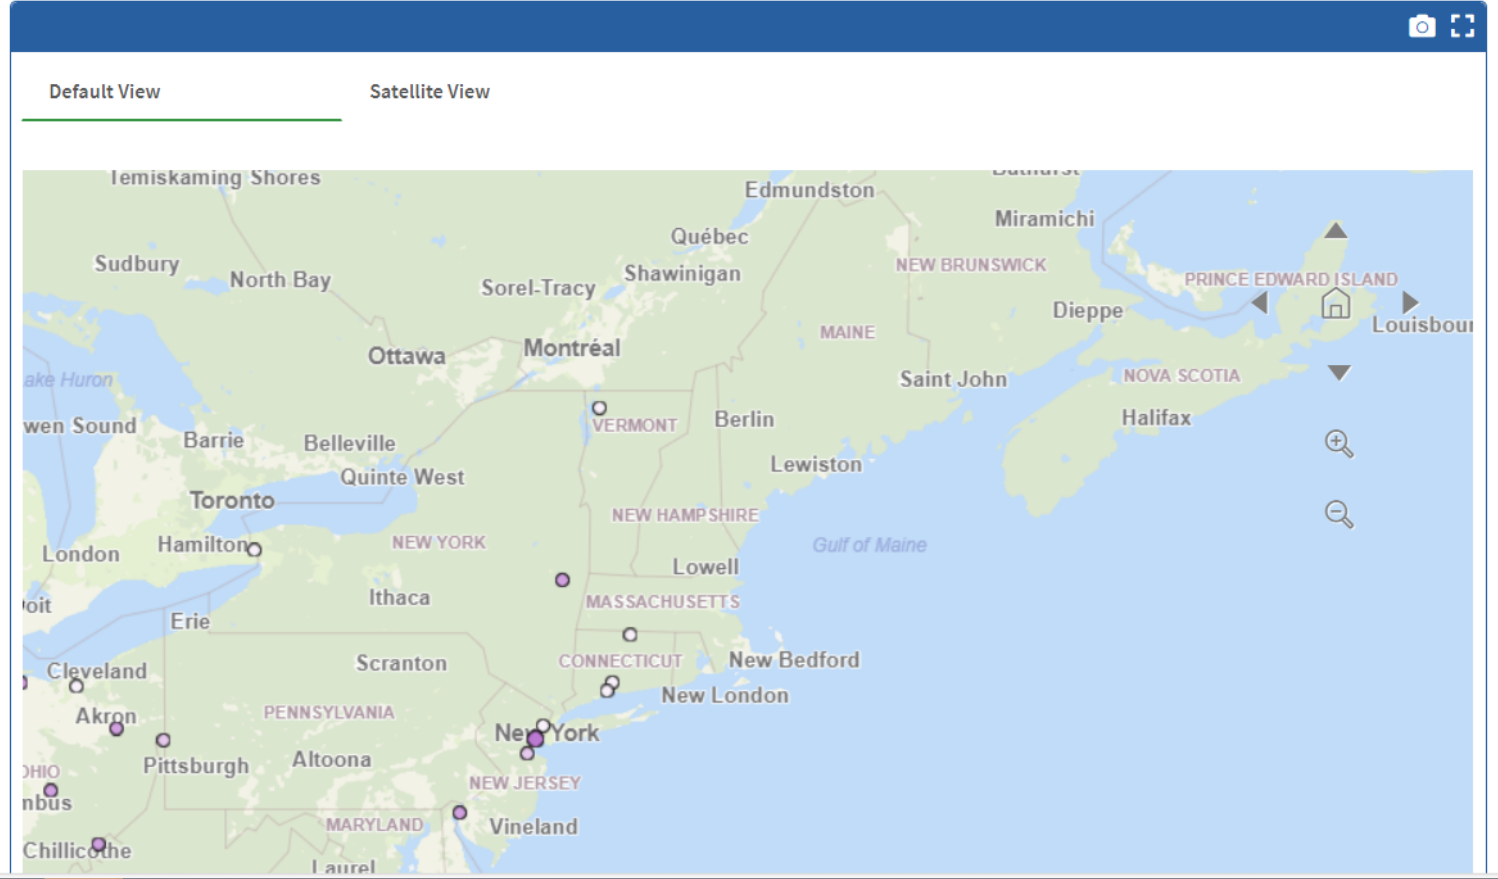 Default View
Satellite View
Temiskaming Shores
Edmundston
Miramichi
Québec
Sudbury
North Bay
Sorel-Tracy
Shawinigan
NEW BRUNSWICK
PRINCE EDWARD ISLAND
Dieppe
Louisbour
MAINE
Ottawa
Montréal
ake Huron
Saint John
NOVA SCOTIA
wen Sound
Barrie
Belleville
VERMONT
Berlin
Halifax
Quinte West
Lewiston
Toronto
NEW HAMPSHIRE
London
Hamilton
NEW YORK
Gulf of Maine
Lowell
oit
Ithaca
MASSACHUSETTS
Erie
Cleveland
Scranton
CONNECTICUT
New Bedford
New London
Akron
PENNSYLVANIA
New York
Pittsburgh
Altoona
OHIO
NEW JERSEY
mbus
MARYLAND
Vineland
Chillicothe
Laurel